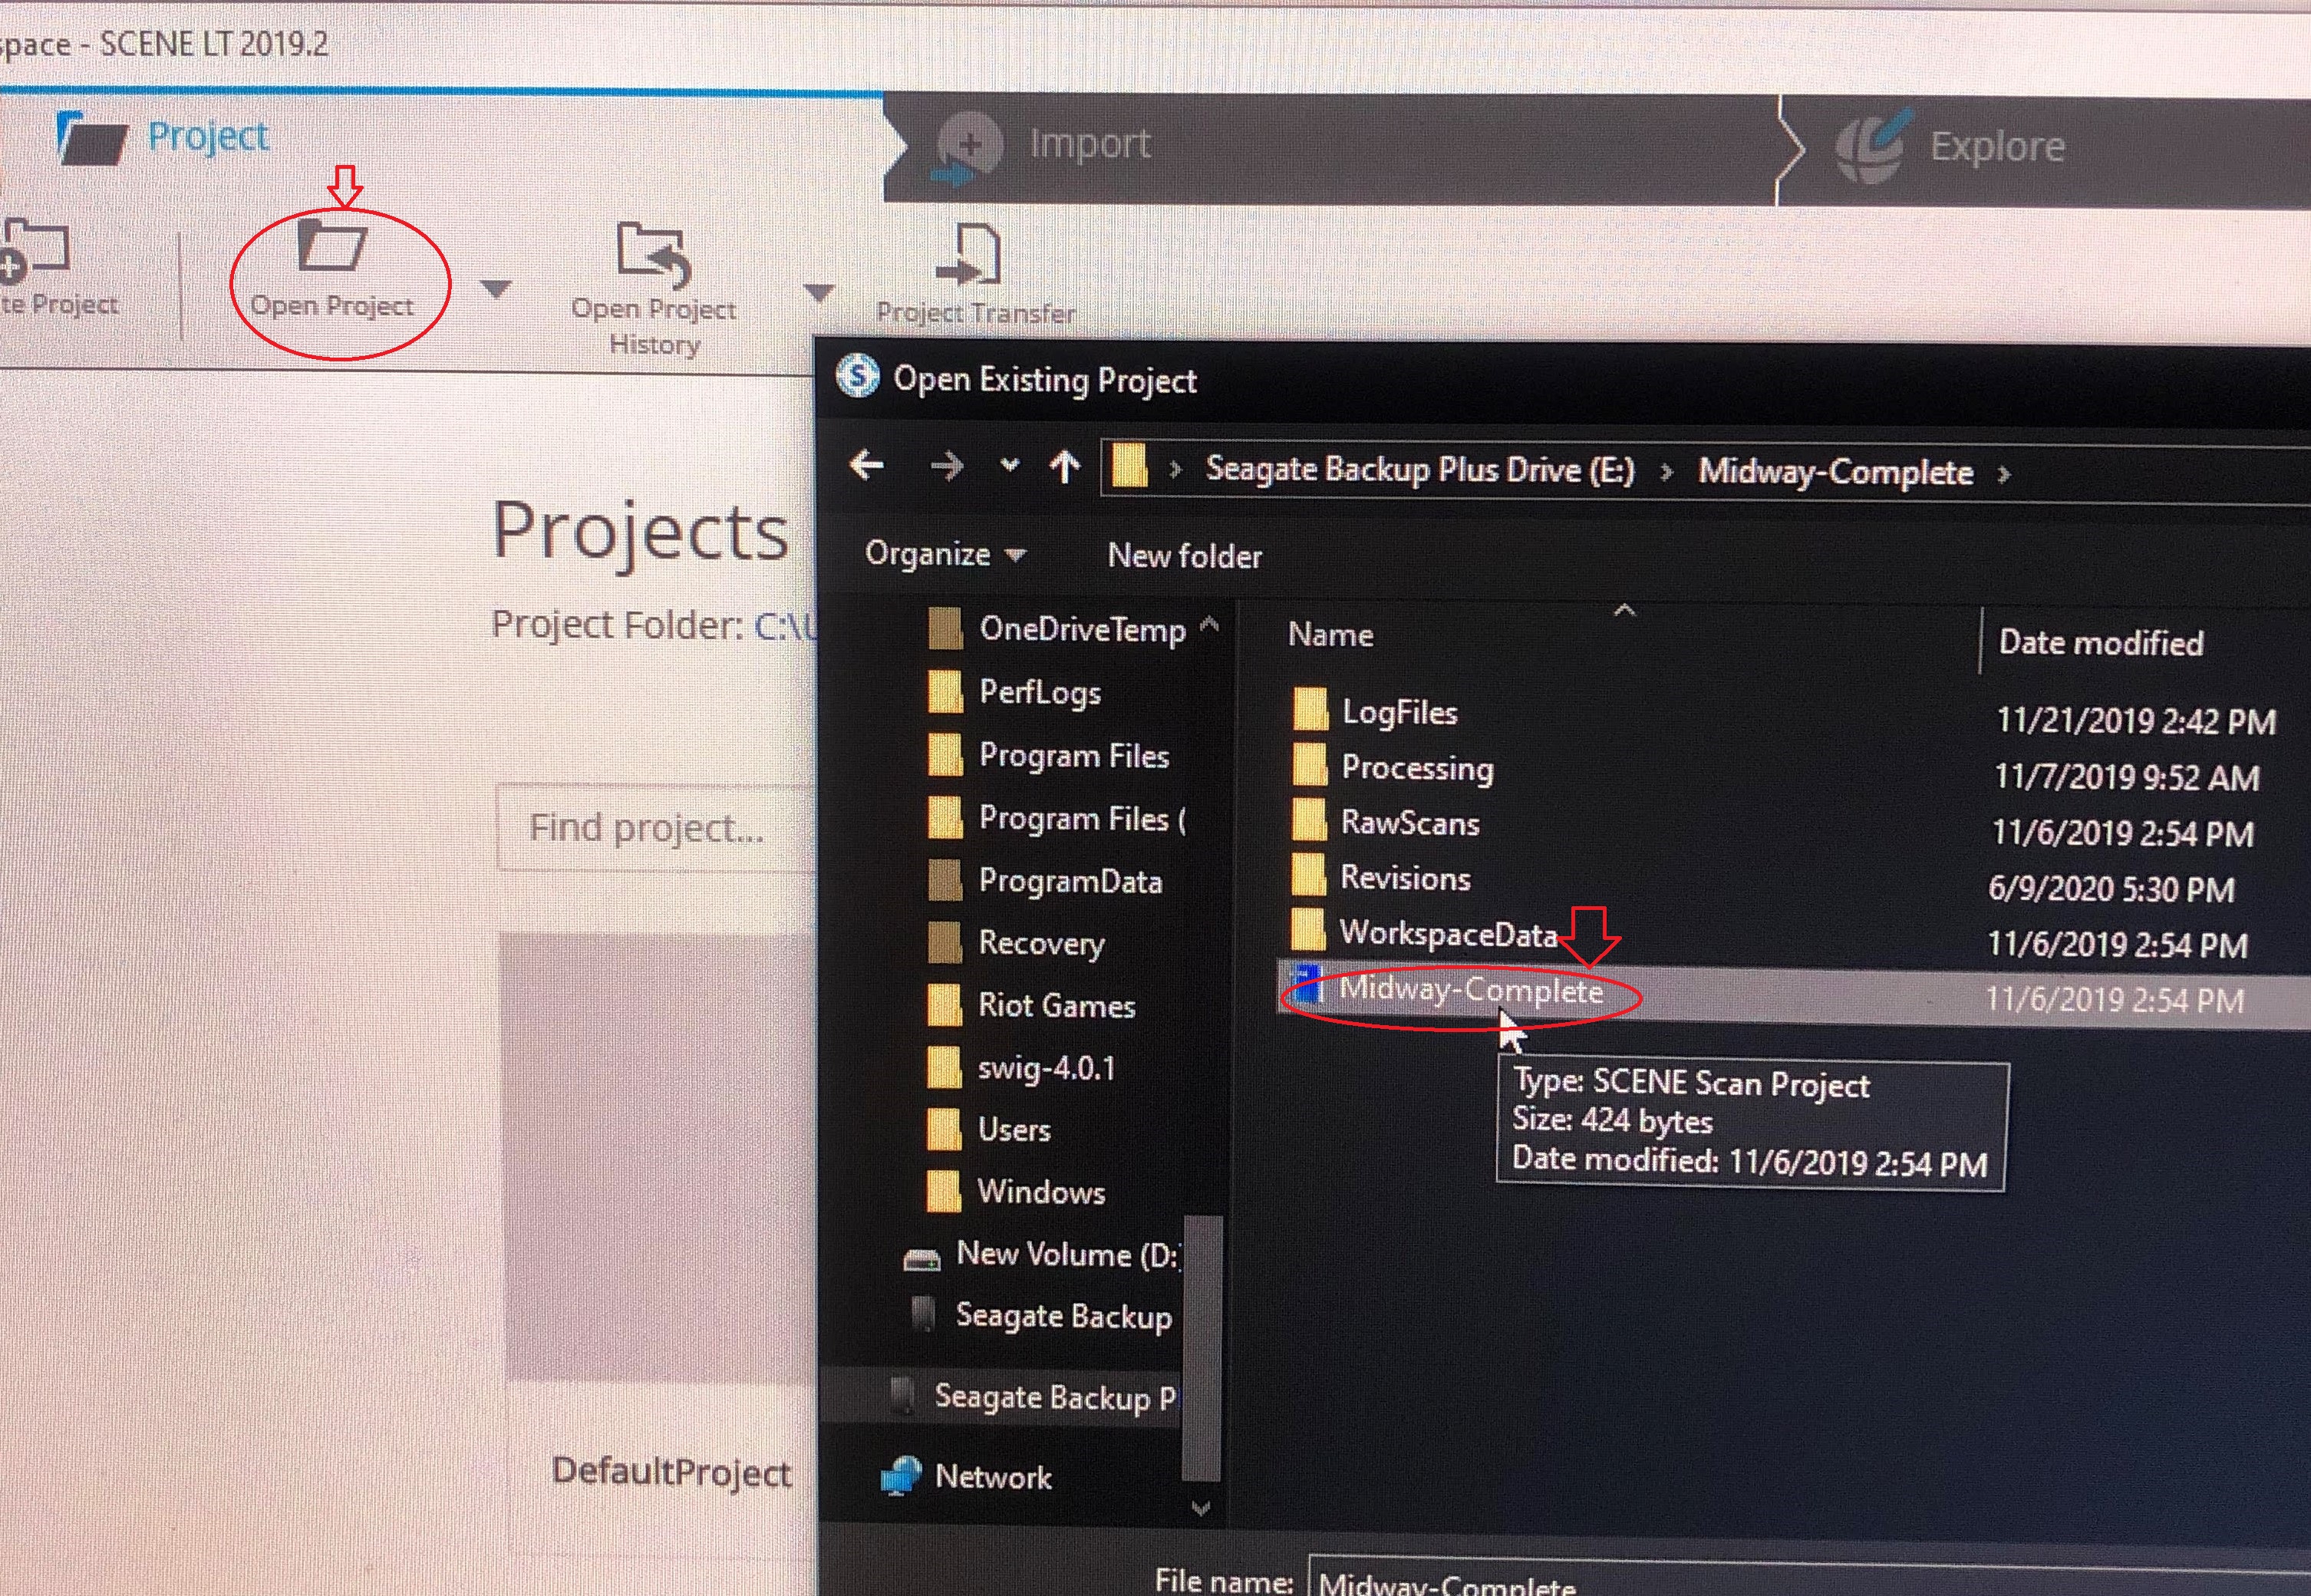 space - SCENE LT 2019.2
Project
Import
Explore
te Project
Open Project
Open Project
History
Project Transfer
Open Existing Project
Seagate Backup Plus Drive (E:) › Midway-Complete ›
Organize
New folder
Projects
Project Folder: C:\U
Find project...
DefaultProject
OneDriveTemp
PerfLogs
Program Files
Program Files (
ProgramData
Recovery
Riot Games
swig-4.0.1
Users
Windows
New Volume (D:
Seagate Backup
Seagate Backup P
Network
Name
Date modified
LogFiles
11/21/2019 2:42 PM
Processing
11/7/2019 9:52 AM
RawScans
11/6/2019 2:54 PM
Revisions
6/9/2020 5:30 PM
WorkspaceData
11/6/2019 2:54 PM
Midway-Complete
11/6/2019 2:54 PM
Type: SCENE Scan Project
Size: 424 bytes
Date modified: 11/6/2019 2:54 PM
File name: Midway-Complete